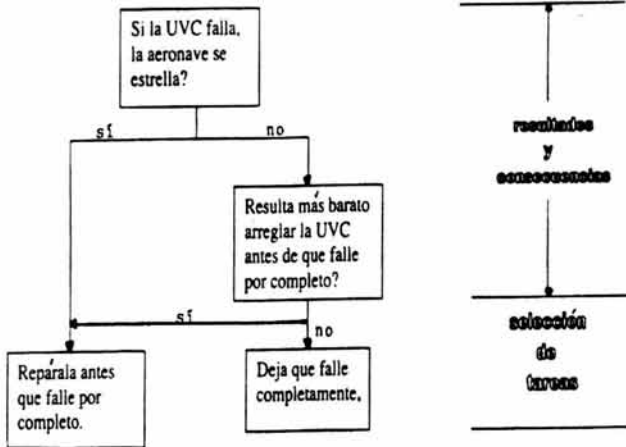 Si la UVC falla,
la aeronave se
estrella?
sí
no
Resulta más barato
arreglar la UVC
antes de que falle
por completo?
sí
no
Repárala antes
que falle por
completo.
Deja que falle
completamente,
resultados
y
consecuencias
selección
de
tareas